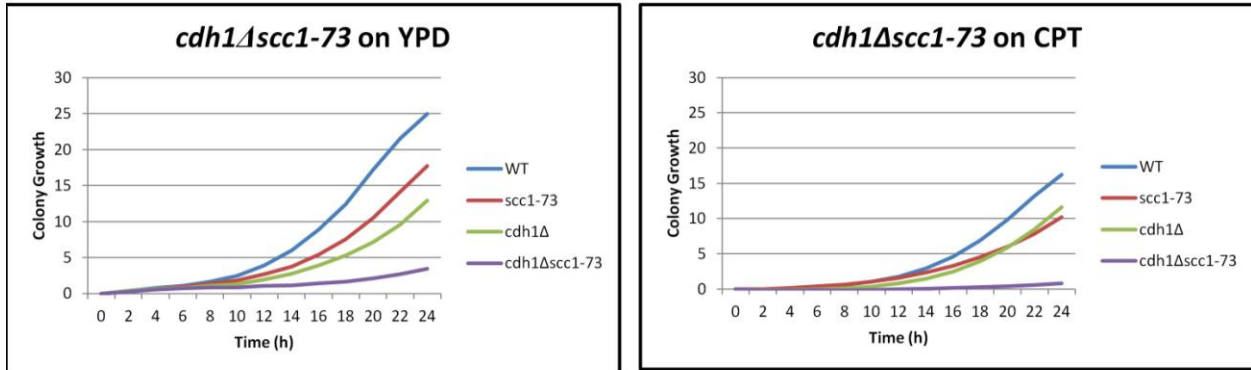 cdh1Δscc1-73 on YPD
30
25
20
15
10
5
0
Colony Growth
0 2 4 6 8 10 12 14 16 18 20 22 24
Time (h)
WT
scc1-73
cdh1Δ
cdh1Δscc1-73
cdh1Δscc1-73 on CPT
30
25
20
15
10
5
0
Colony Growth
0 2 4 6 8 10 12 14 16 18 20 22 24
Time (h)
WT
scc1-73
cdh1Δ
cdh1Δscc1-73